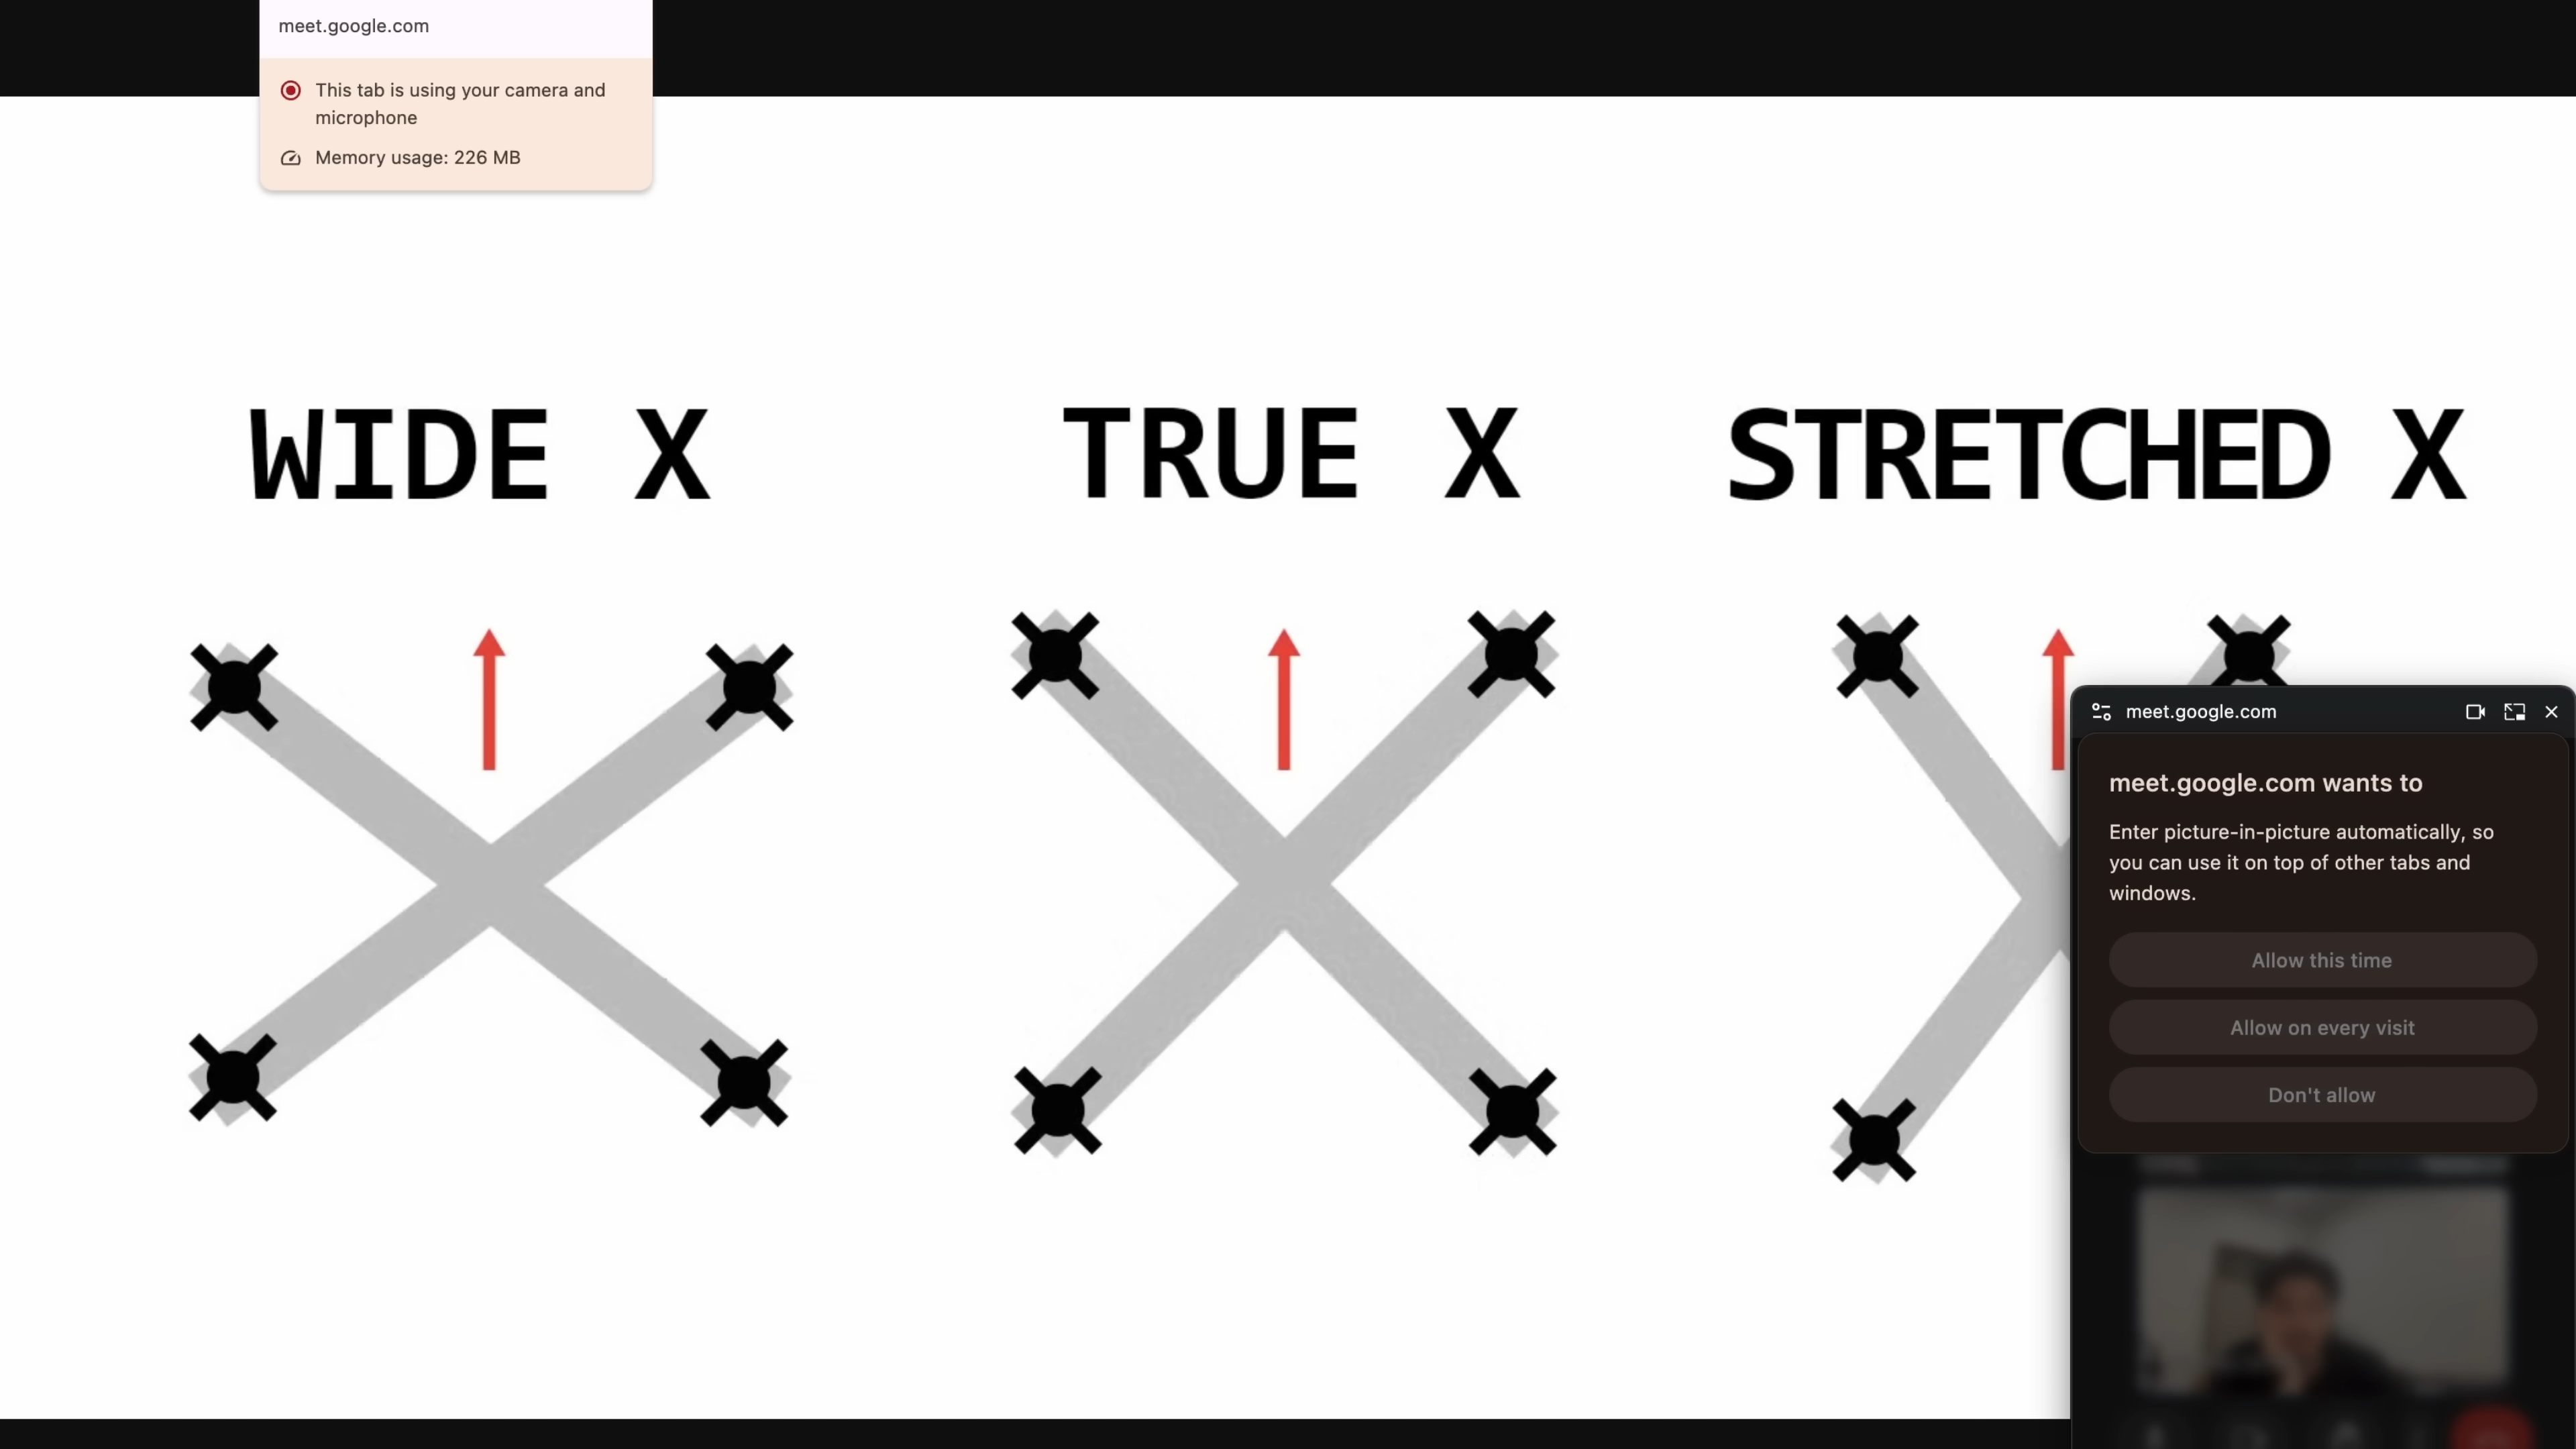 meet.google.com
This tab is using your camera and
microphone
Memory usage: 226 MB
WIDE X
TRUE X
STRETCHED X
meet.google.com
meet.google.com wants to
Enter picture-in-picture automatically, so
you can use it on top of other tabs and
windows.
Allow this time
Allow on every visit
Don't allow